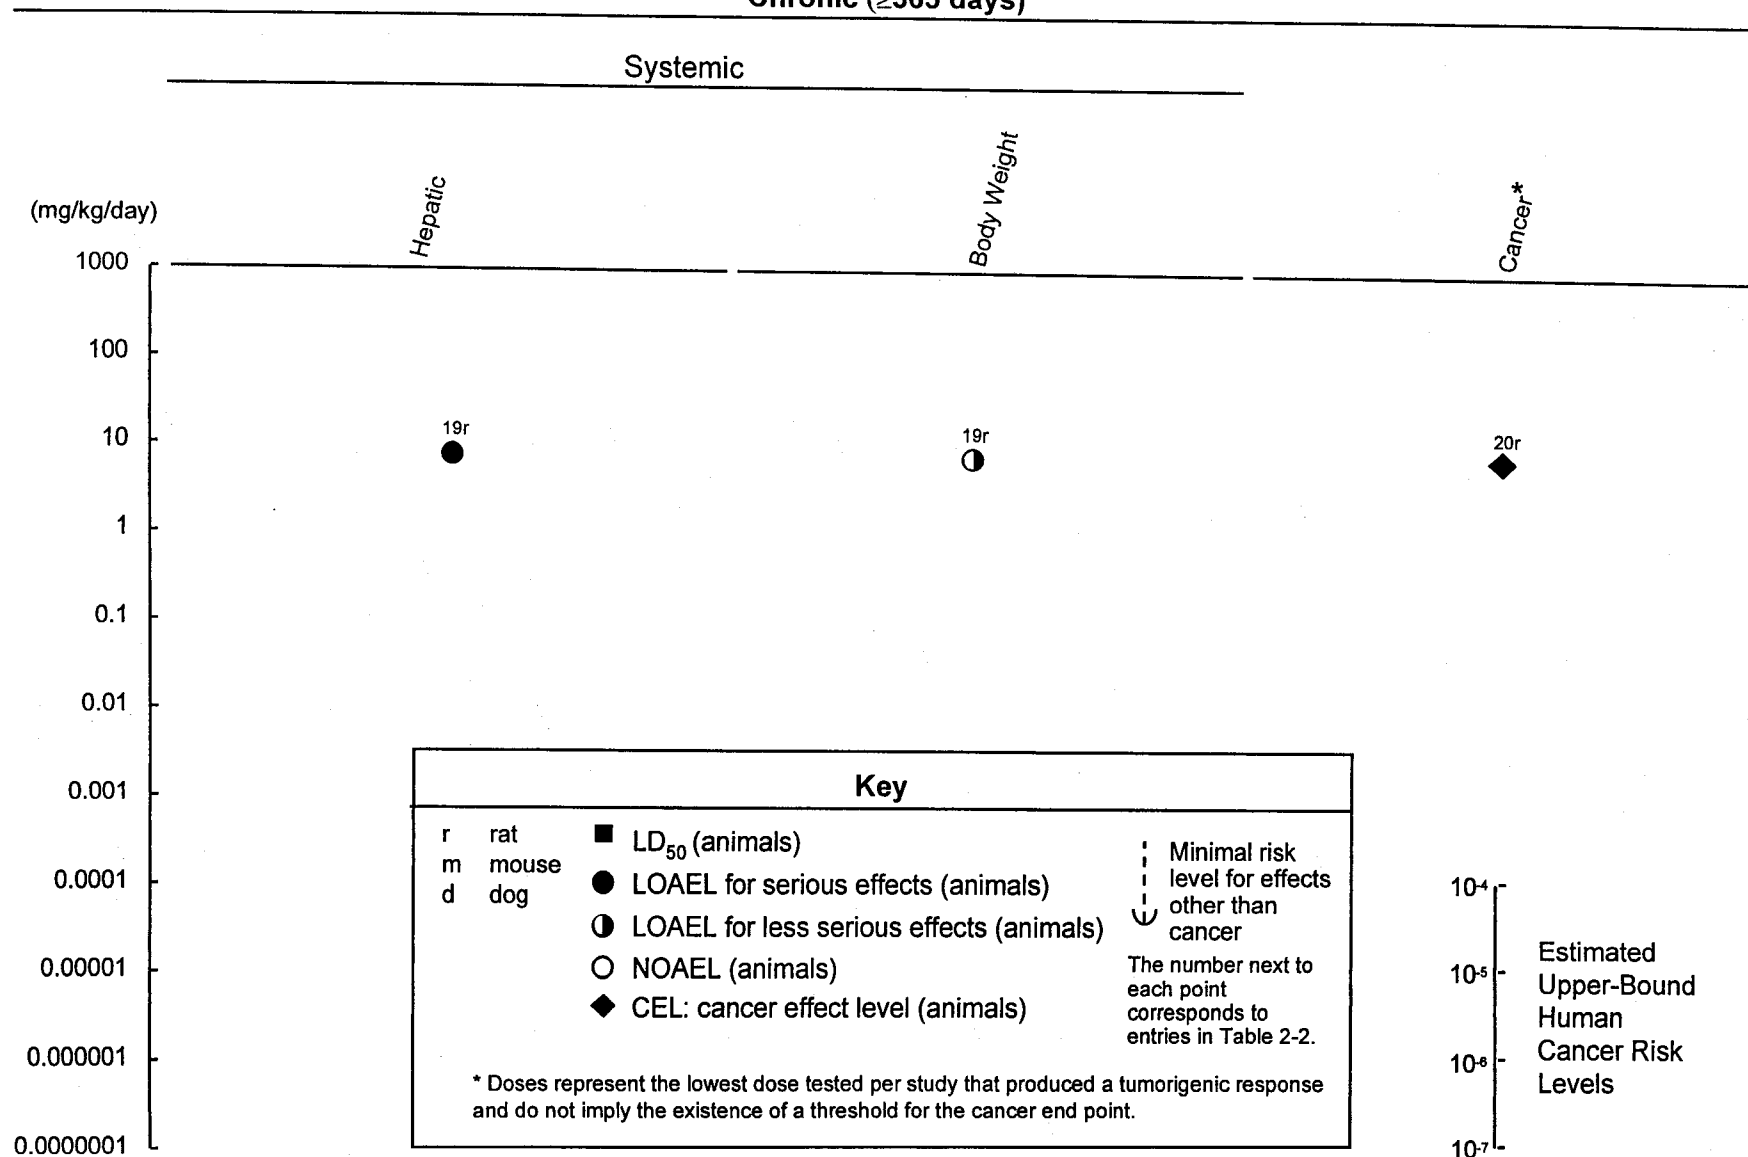 Chronic (≥365 days)
Systemic
Hepatic
Body Weight
Cancer*
(mg/kg/day)
1000
100
10
1
0.1
0.01
0.001
0.0001
0.00001
0.000001
0.0000001
19r
19r
20r
Key
r rat
m mouse
d dog
LD50 (animals)
LOAEL for serious effects (animals)
LOAEL for less serious effects (animals)
NOAEL (animals)
CEL: cancer effect level (animals)
Minimal risk
level for effects
other than
cancer
The number next to
each point
corresponds to
entries in Table 2-2.
* Doses represent the lowest dose tested per study that produced a tumorigenic response
and do not imply the existence of a threshold for the cancer end point.
10-4
10-5
10-6
10-7
Estimated
Upper-Bound
Human
Cancer Risk
Levels